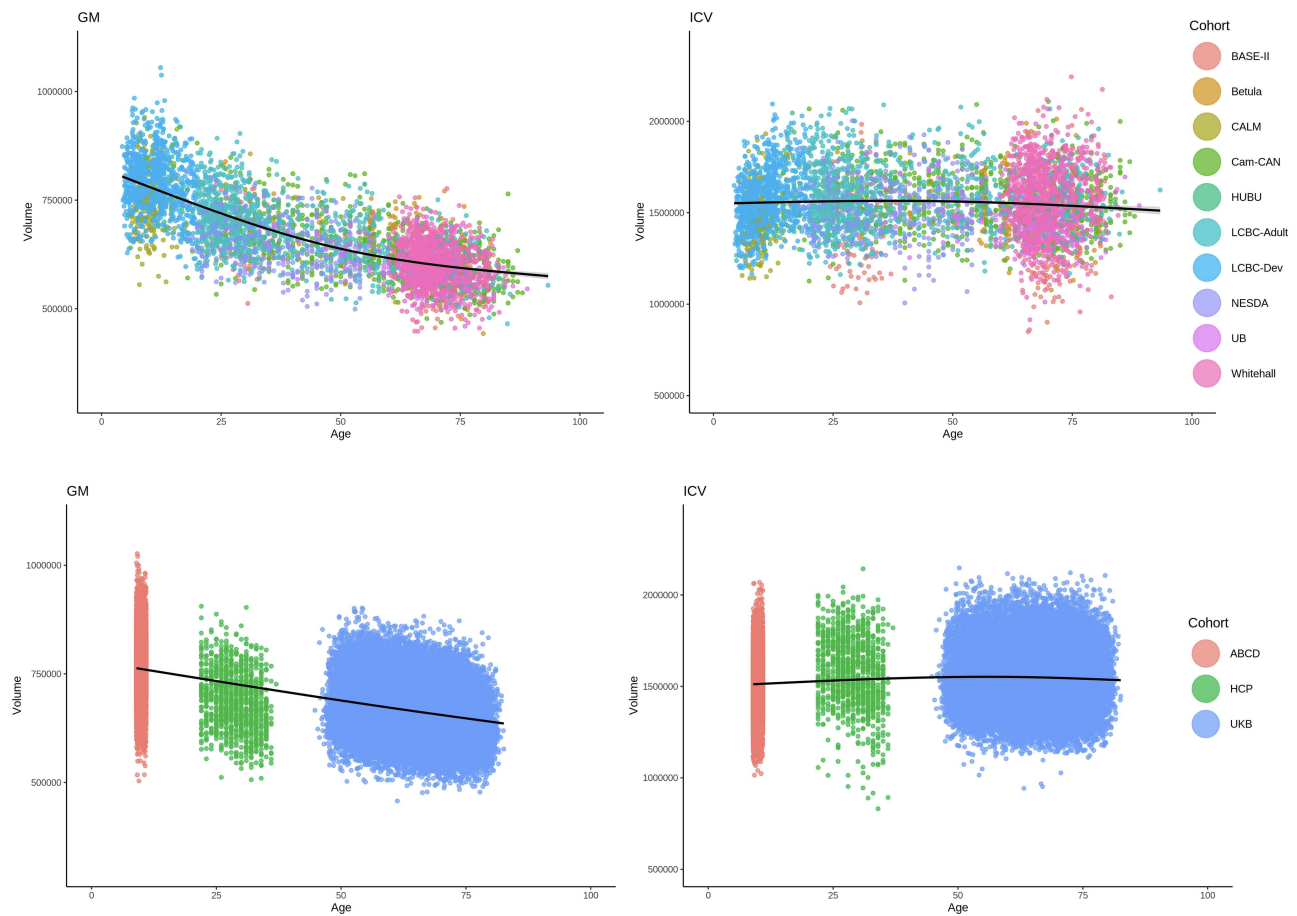 GM
1000000
750000
500000
Volume
0 25 50 75 100
Age
ICV
2000000
1500000
1000000
500000
Volume
0 25 50 75 100
Age
Cohort
BASE-II
Betula
CALM
Cam-CAN
HUBU
LCBC-Adult
LCBC-Dev
NESDA
UB
Whitehall
GM
1000000
750000
500000
Volume
0 25 50 75 100
Age
ICV
2000000
1500000
1000000
500000
Volume
0 25 50 75 100
Age
Cohort
ABCD
HCP
UKB